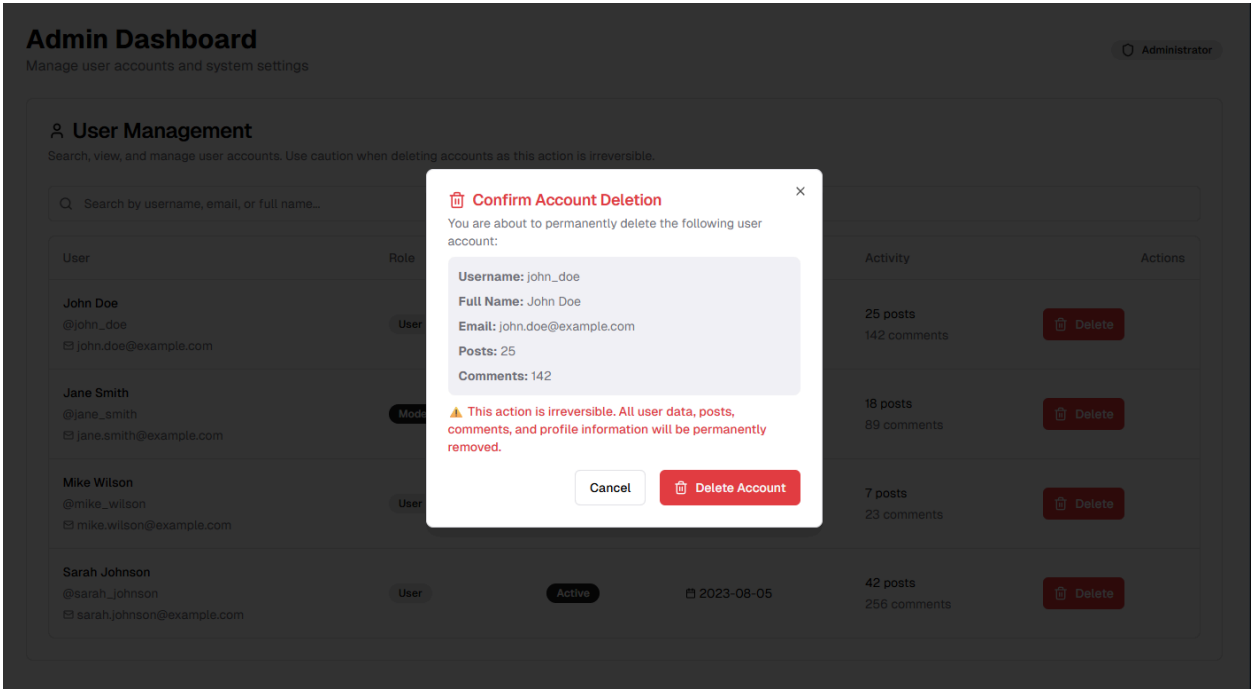 Admin Dashboard
Manage user accounts and system settings
Administrator
User Management
Search, view, and manage user accounts. Use caution when deleting accounts as this action is irreversible.
Search by username, email, or full name...
User Role Activity Actions
John Doe
@john_doe
john.doe@example.com
User
25 posts
142 comments
Delete
Jane Smith
@jane_smith
jane.smith@example.com
18 posts
89 comments
Delete
Mike Wilson
@mike_wilson
mike.wilson@example.com
User
7 posts
23 comments
Delete
Sarah Johnson
@sarah_johnson
sarah.johnson@example.com
User
Active
2023-08-05
42 posts
256 comments
Delete
Confirm Account Deletion
You are about to permanently delete the following user
account:
Username: john_doe
Full Name: John Doe
Email: john.doe@example.com
Posts: 25
Comments: 142
⚠️ This action is irreversible. All user data, posts,
comments, and profile information will be permanently
removed.
Cancel
Delete Account